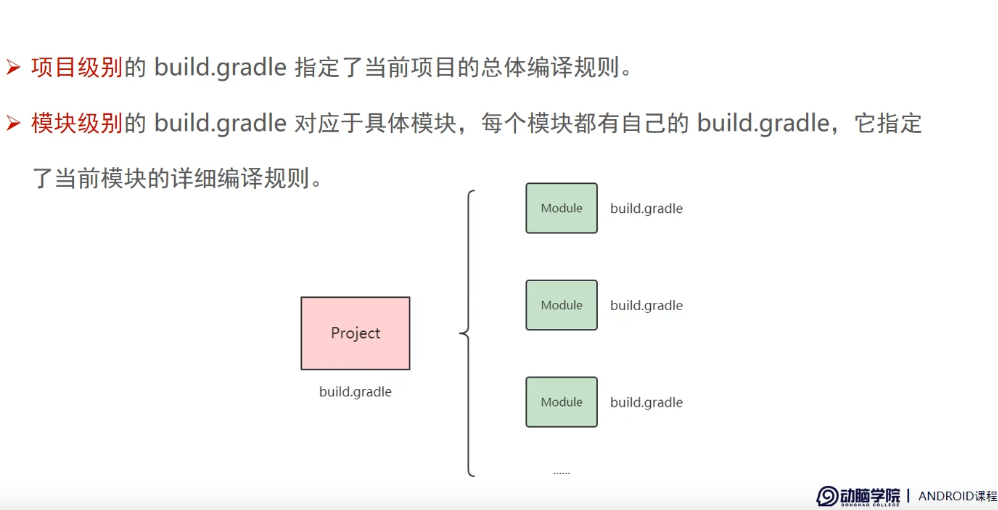 ➢ 项目级别的 build.gradle 指定了当前项目的总体编译规则。
➢ 模块级别的 build.gradle 对应于具体模块，每个模块都有自己的 build.gradle，它指定
了当前模块的详细编译规则。
Module build.gradle
Module build.gradle
Project
build.gradle
Module build.gradle
......
动脑学院 | ANDROID课程
DONGNAO COLLEGE